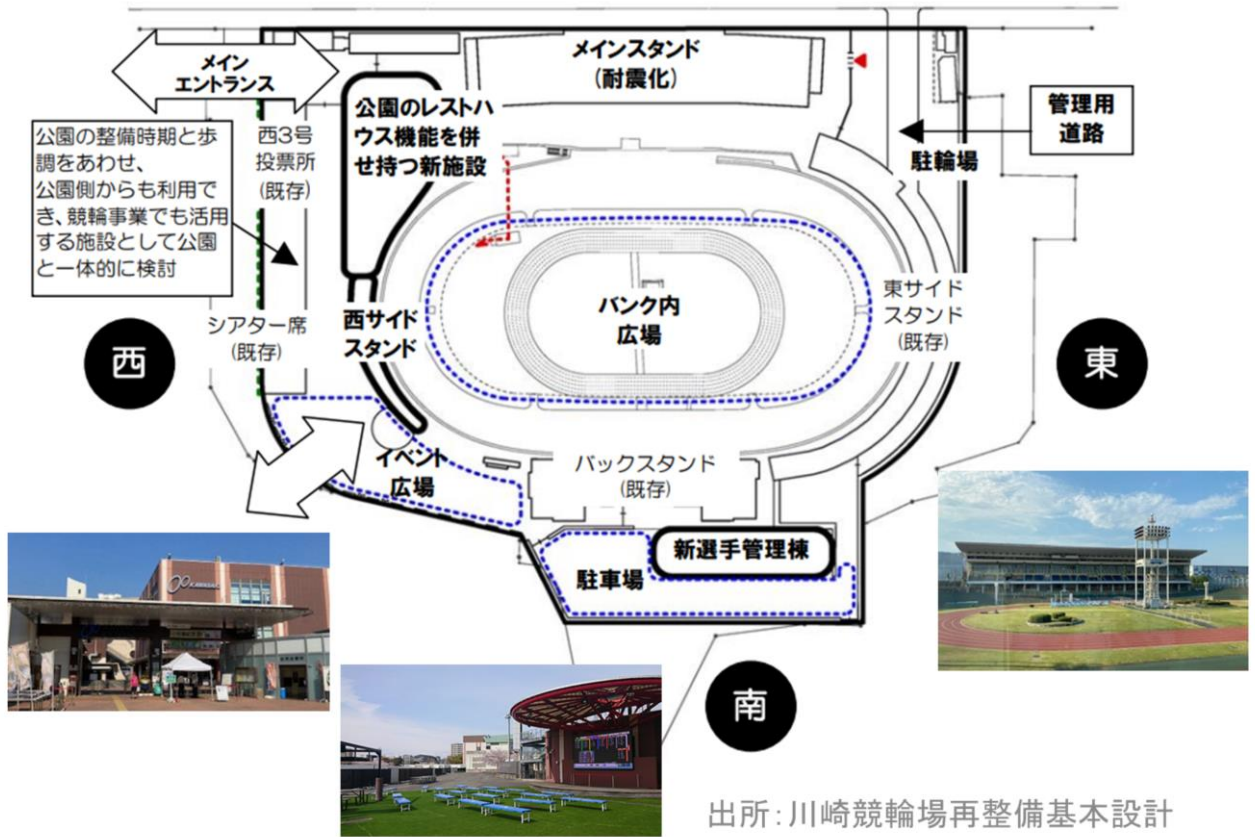 メイン
エントランス
メインスタンド
(耐震化)
公園のレストハ
ウス機能を併
せ持つ新施設
管理用
道路
駐輪場
公園の整備時期と歩
調をあわせ、
公園側からも利用で
き、競輪事業でも活用
する施設として公園
と一体的に検討
西3号
投票所
(既存)
シアター席
(既存)
西サイド
スタンド
バンク内
広場
東サイド
スタンド
(既存)
西
東
イベント
広場
バックスタンド
(既存)
新選手管理棟
駐車場
南
KAWASAKI
出所:川崎競輪場再整備基本設計